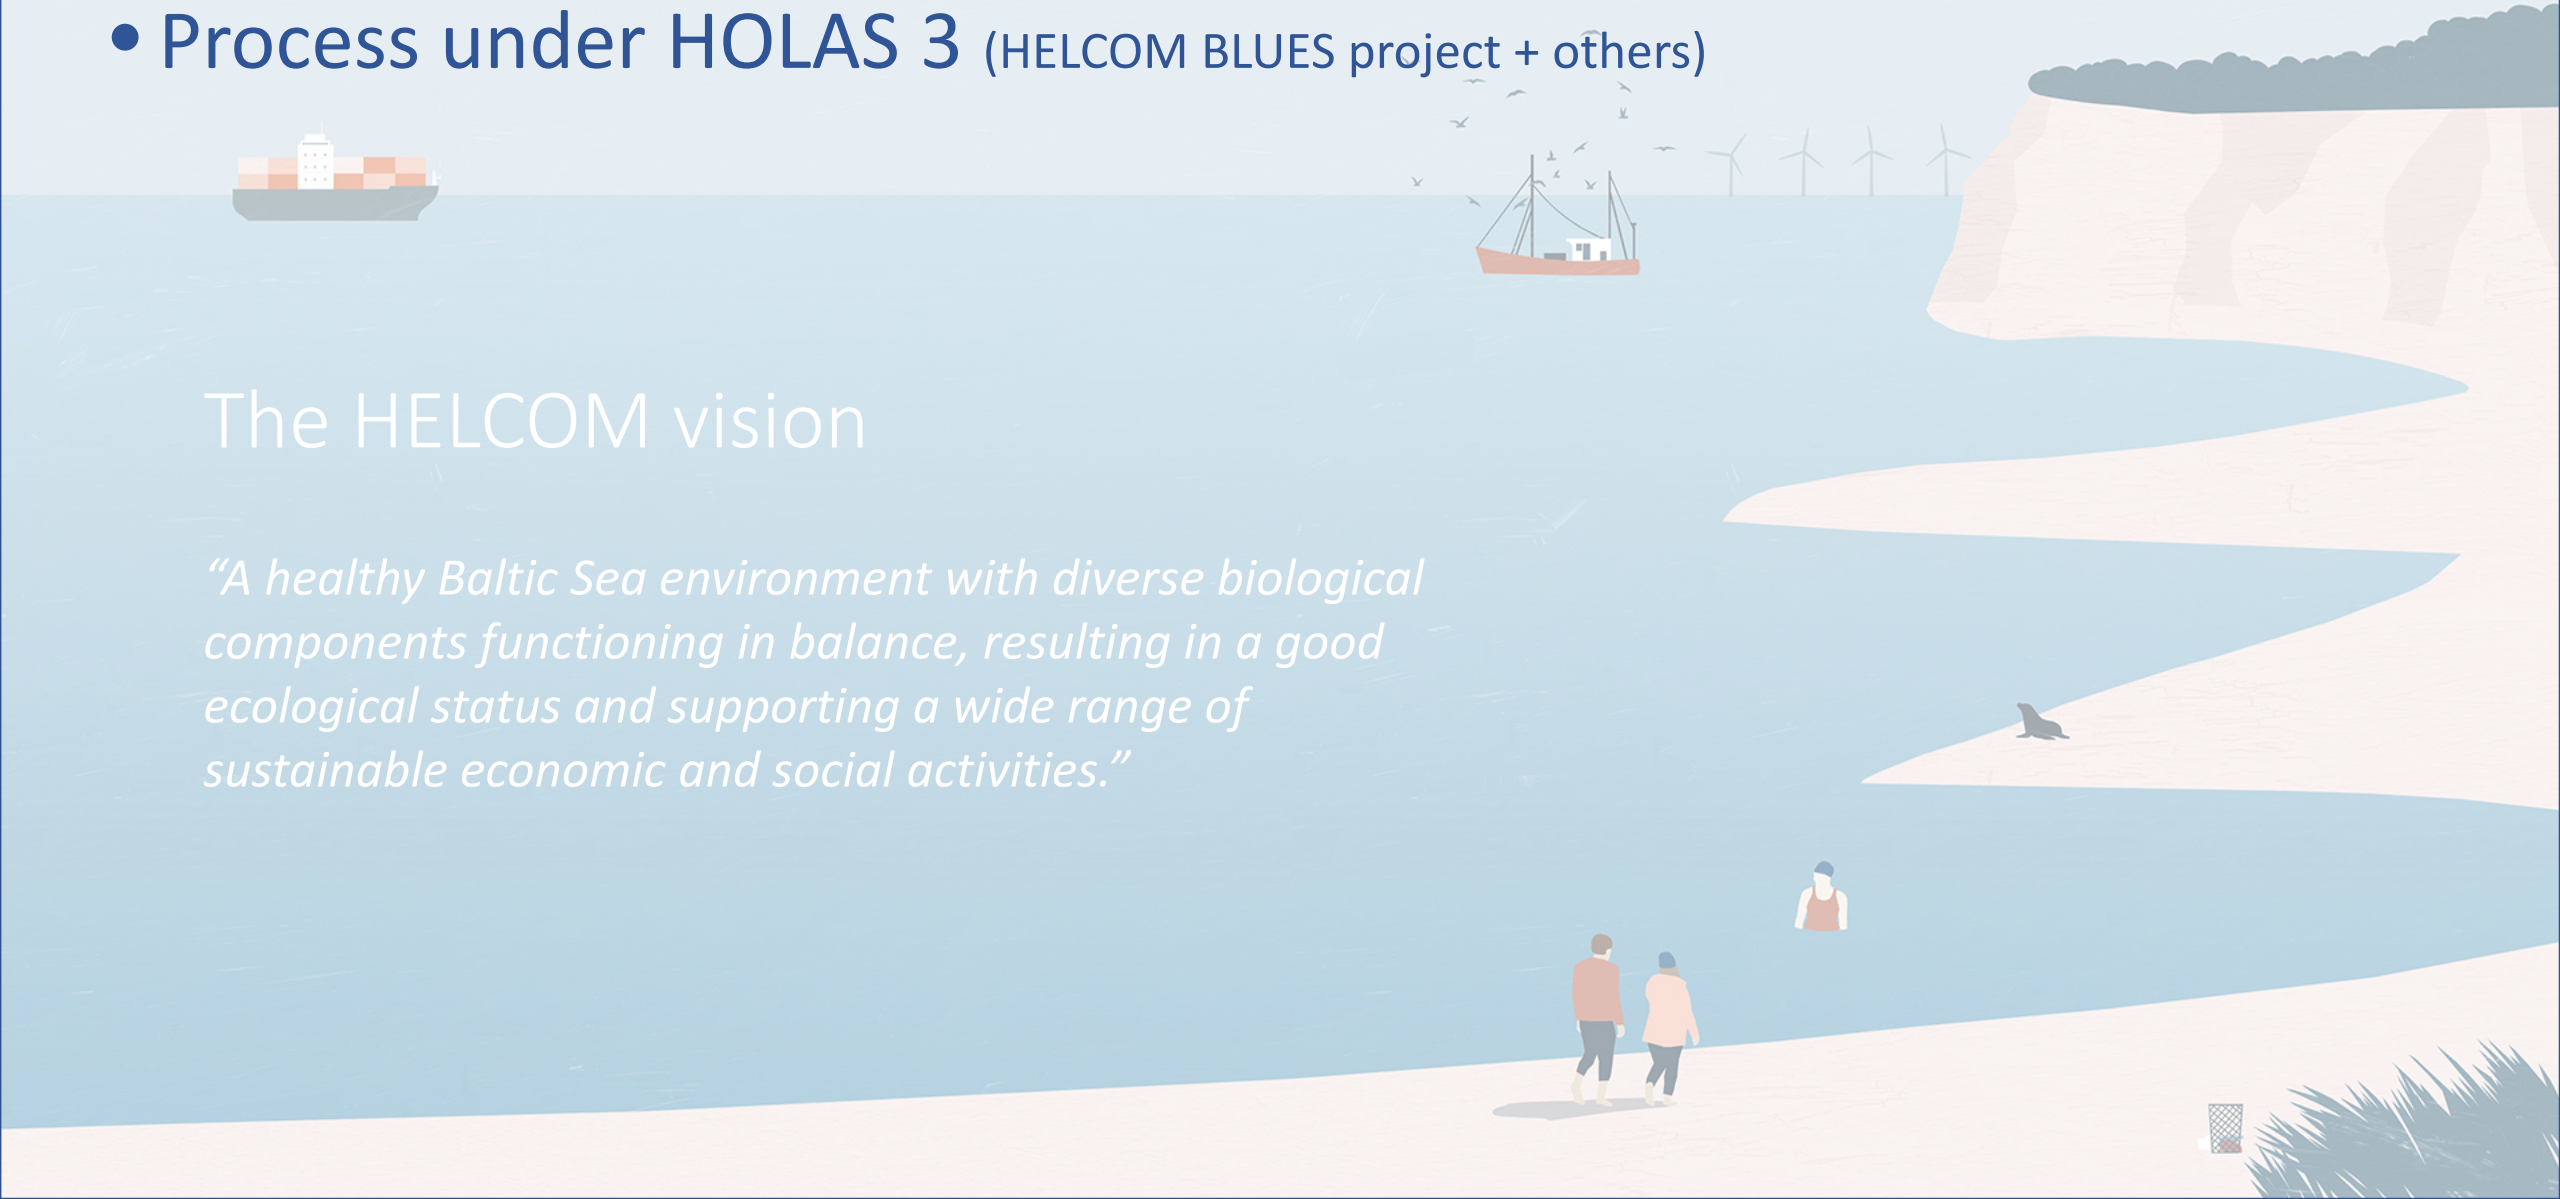 • Process under HOLAS 3 (HELCOM BLUES project + others)
The HELCOM vision
“A healthy Baltic Sea environment with diverse biological
components functioning in balance, resulting in a good
ecological status and supporting a wide range of
sustainable economic and social activities.”